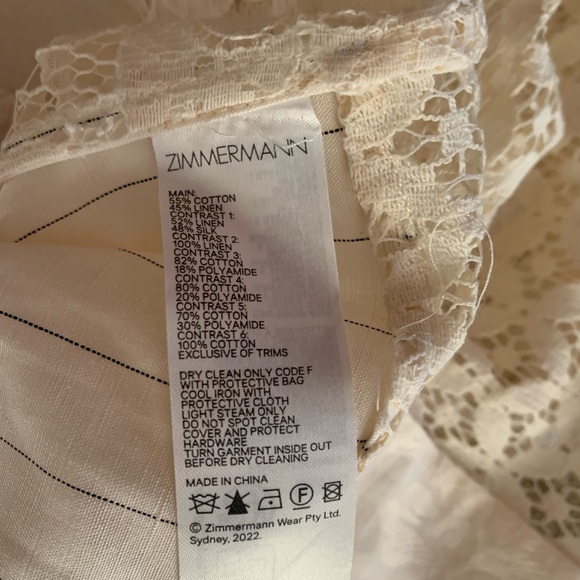 ZIMMERMANN
MAIN:
55% COTTON
45% LINEN
CONTRAST 1:
52% LINEN
48% SILK
CONTRAST 2:
100% LINEN
CONTRAST 3:
82% COTTON
18% POLYAMIDE
CONTRAST 4:
80% COTTON
20% POLYAMIDE
CONTRAST 5:
70% COTTON
30% POLYAMIDE
CONTRAST 6:
100% COTTON
EXCLUSIVE OF TRIMS
DRY CLEAN ONLY CODE F
WITH PROTECTIVE BAG
COOL IRON WITH
PROTECTIVE CLOTH
LIGHT STEAM ONLY
DO NOT SPOT CLEAN
COVER AND PROTECT
HARDWARE
TURN GARMENT INSIDE OUT
BEFORE DRY CLEANING
MADE IN CHINA
F
© Zimmermann Wear Pty Ltd.
Sydney, 2022.